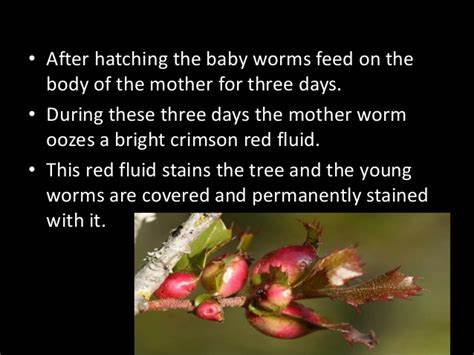 • After hatching the baby worms feed on the
body of the mother for three days.
• During these three days the mother worm
oozes a bright crimson red fluid.
• This red fluid stains the tree and the young
worms are covered and permanently stained
with it.